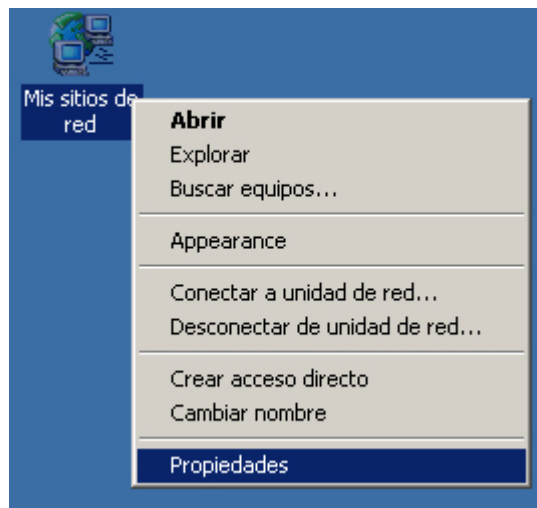 Mis sitios de
red
Abrir
Explorar
Buscar equipos...
Appearance
Conectar a unidad de red...
Desconectar de unidad de red...
Crear acceso directo
Cambiar nombre
Propiedades